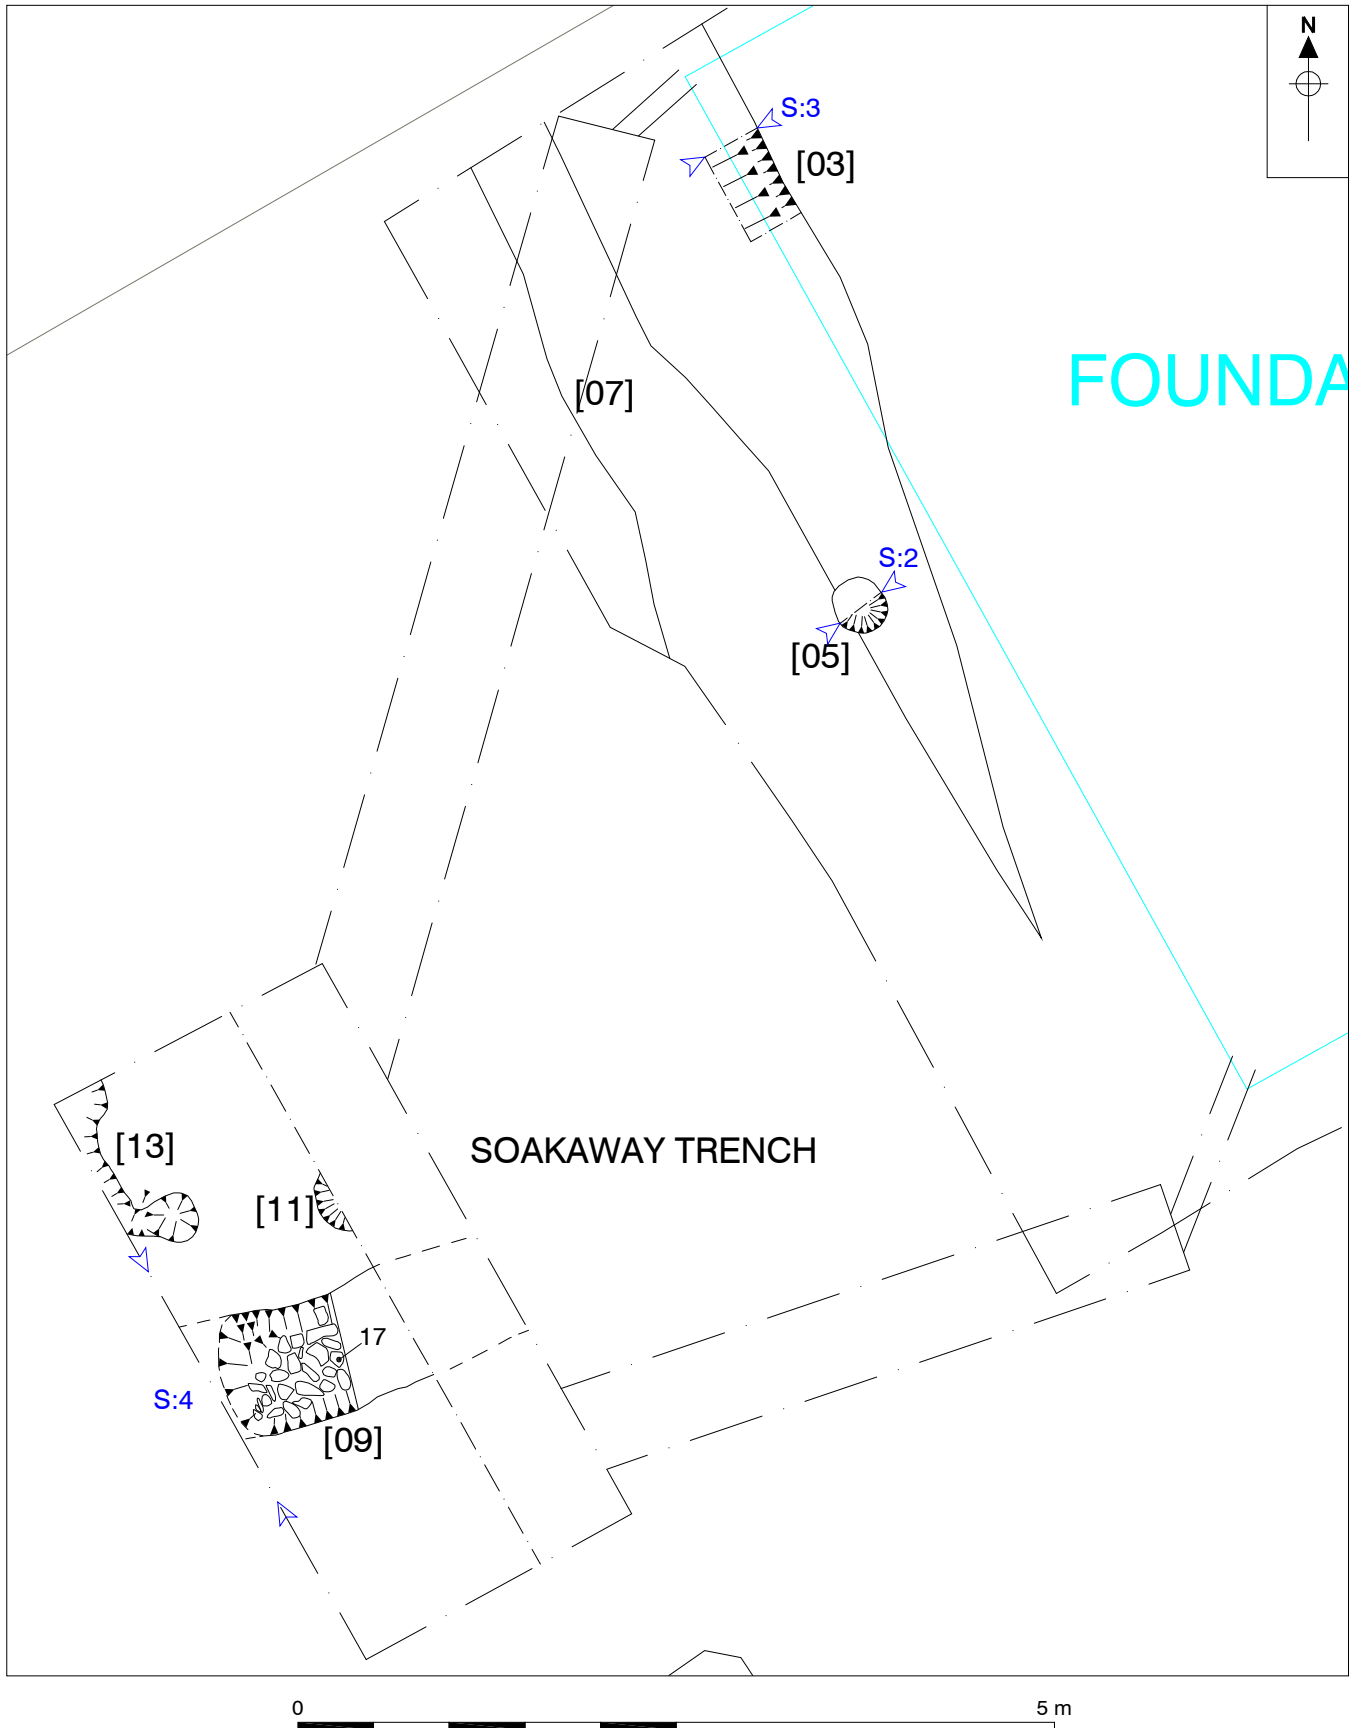 N
S:3
[03]
FOUNDA
[07]
S:2
[05]
[13]
SOAKAWAY TRENCH
[11]
17
S:4
[09]
0 5 m